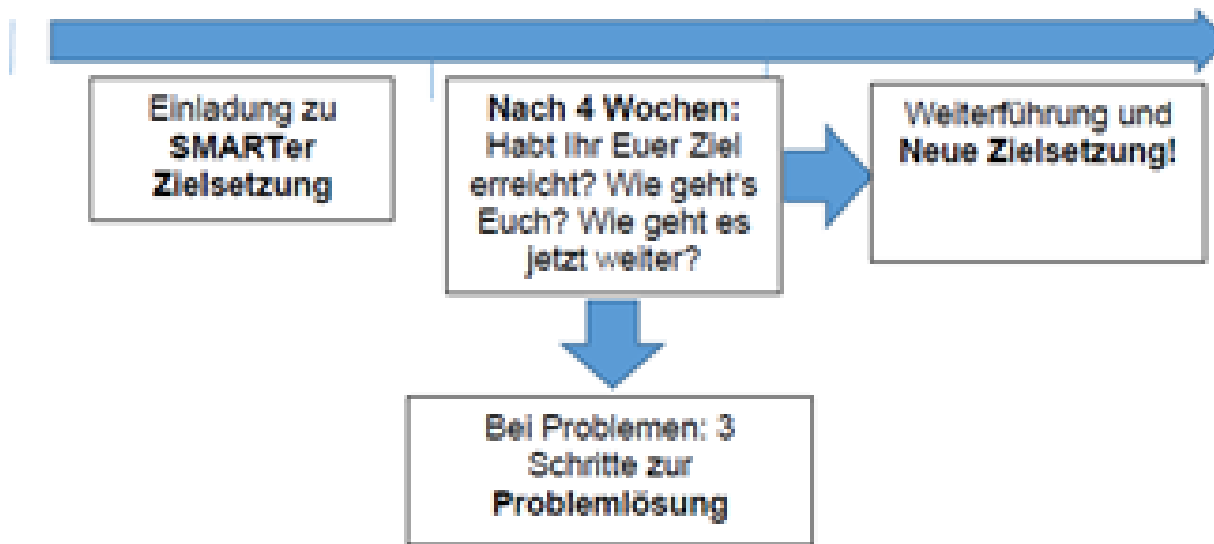 Einladung zu
SMARTer
Zielsetzung
Nach 4 Wochen:
Habt Ihr Euer Ziel
erreicht? Wie geht's
Euch? Wie geht es
jetzt weiter?
Weiterführung und
Neue Zielsetzung!
Bei Problemen: 3
Schritte zur
Problemlösung